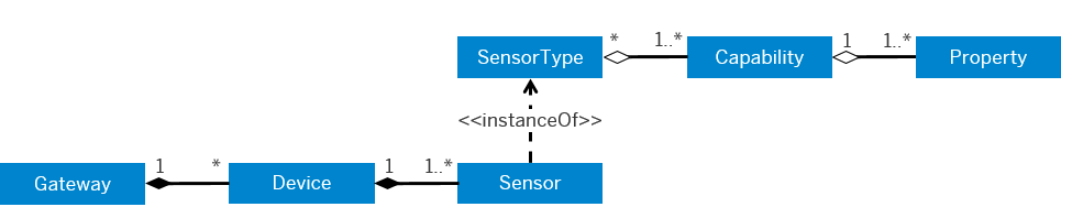 * 1..* 1 1..*
SensorType Capability Property
<<instanceOf>>
1 * 1 1..*
Gateway Device Sensor